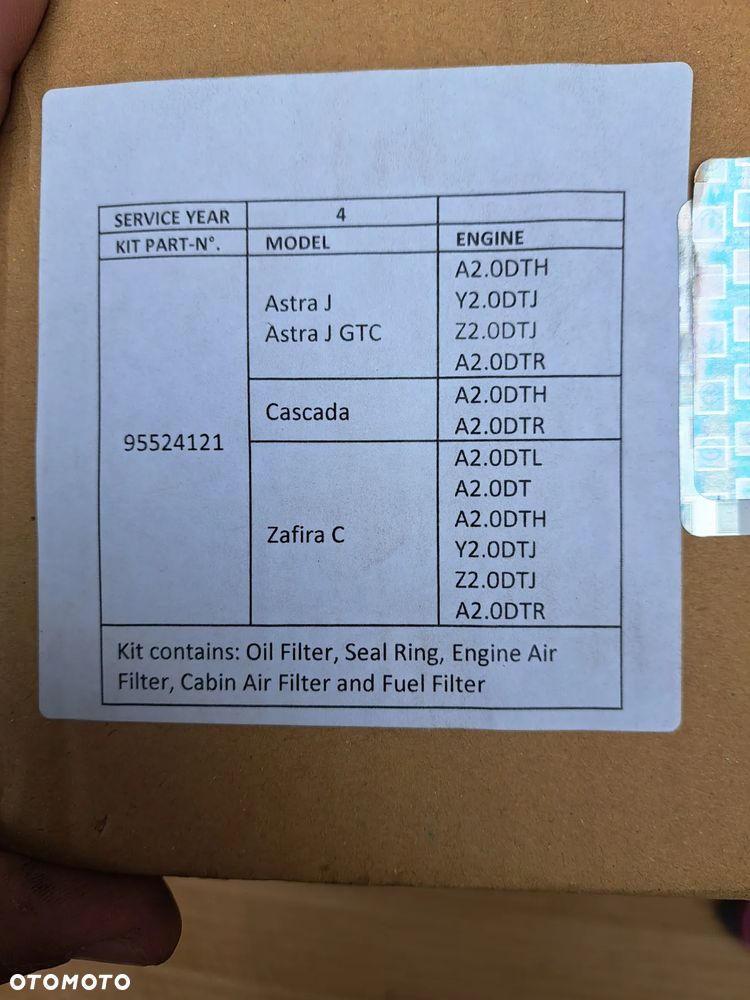 SERVICE YEAR 4
KIT PART-N°. MODEL ENGINE
95524121
Astra J
Astra J GTC
A2.0DTH
Y2.0DTJ
Z2.0DTJ
A2.0DTR
Cascada
A2.0DTH
A2.0DTR
Zafira C
A2.0DTL
A2.0DT
A2.0DTH
Y2.0DTJ
Z2.0DTJ
A2.0DTR
Kit contains: Oil Filter, Seal Ring, Engine Air
Filter, Cabin Air Filter and Fuel Filter
OTOMOTO